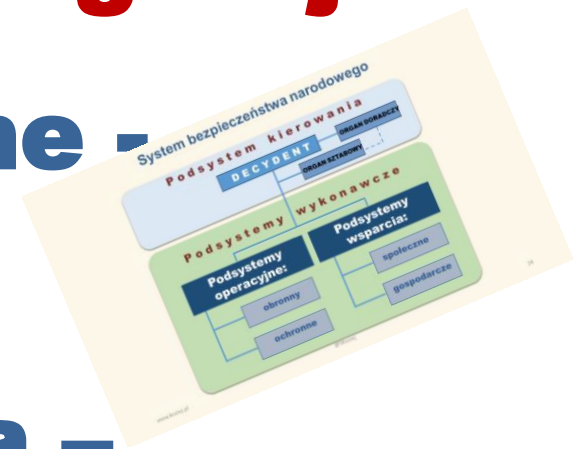 ne -
System bezpieczeństwa narodowego
Podsystem kierowania
DECYDENT
ORGAN DORADCZY
ORGAN SZTABOWY
Podsystemy wykonawcze
Podsystemy
operacyjne:
obronny
ochronne
Podsystemy
wsparcia:
społeczne
gospodarcze